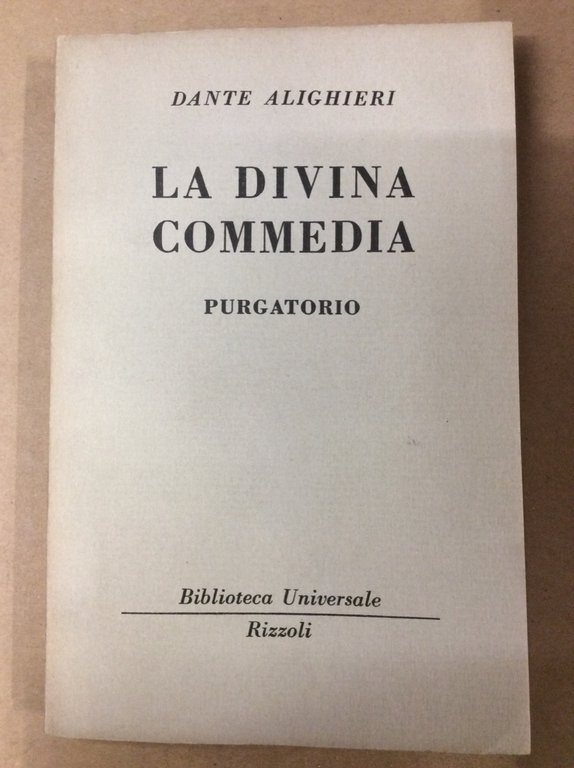 DANTE ALIGHIERI
LA DIVINA
COMMEDIA
PURGATORIO
Biblioteca Universale
Rizzoli